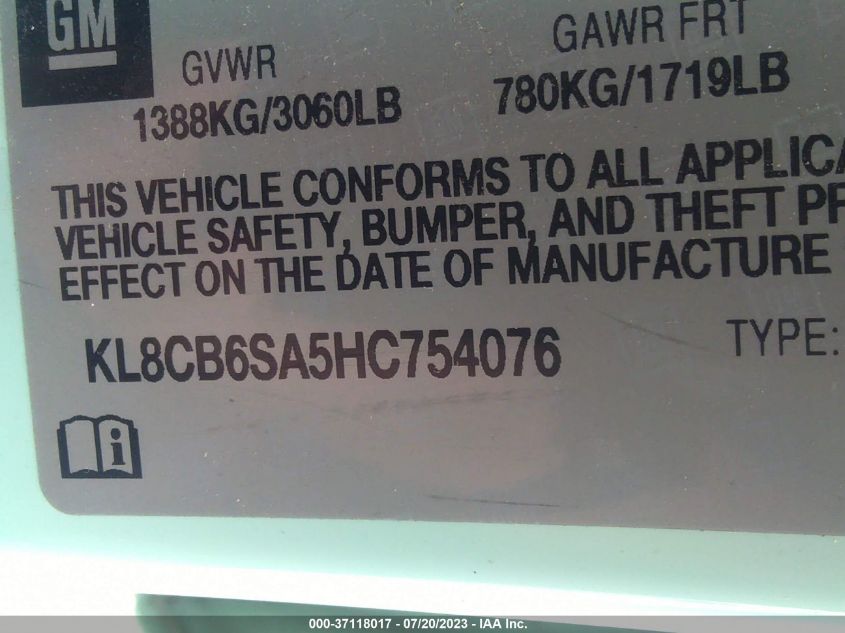 GM
GVWR
GAWR FRT
1388KG/3060LB
780KG/1719LB
THIS VEHICLE CONFORMS TO ALL APPLICA
VEHICLE SAFETY, BUMPER, AND THEFT PR
EFFECT ON THE DATE OF MANUFACTURE
KL8CB6SA5HC754076
TYPE:
i
000-37118017 - 07/20/2023 - IAA Inc.